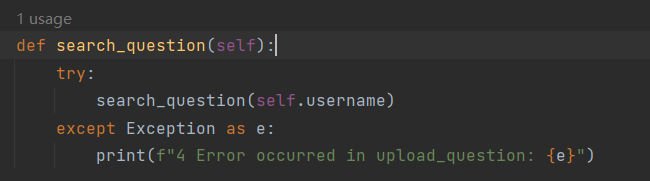 1 usage
def search_question(self):
    try:
        search_question(self.username)
    except Exception as e:
        print(f"4 Error occurred in upload_question: {e}")